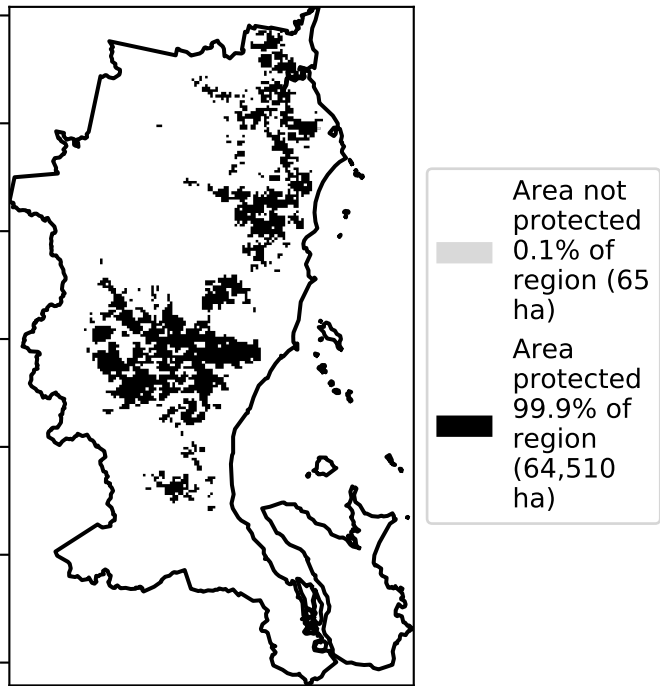 Area not
protected
0.1% of
region (65
ha)
Area
protected
99.9% of
region
(64,510
ha)